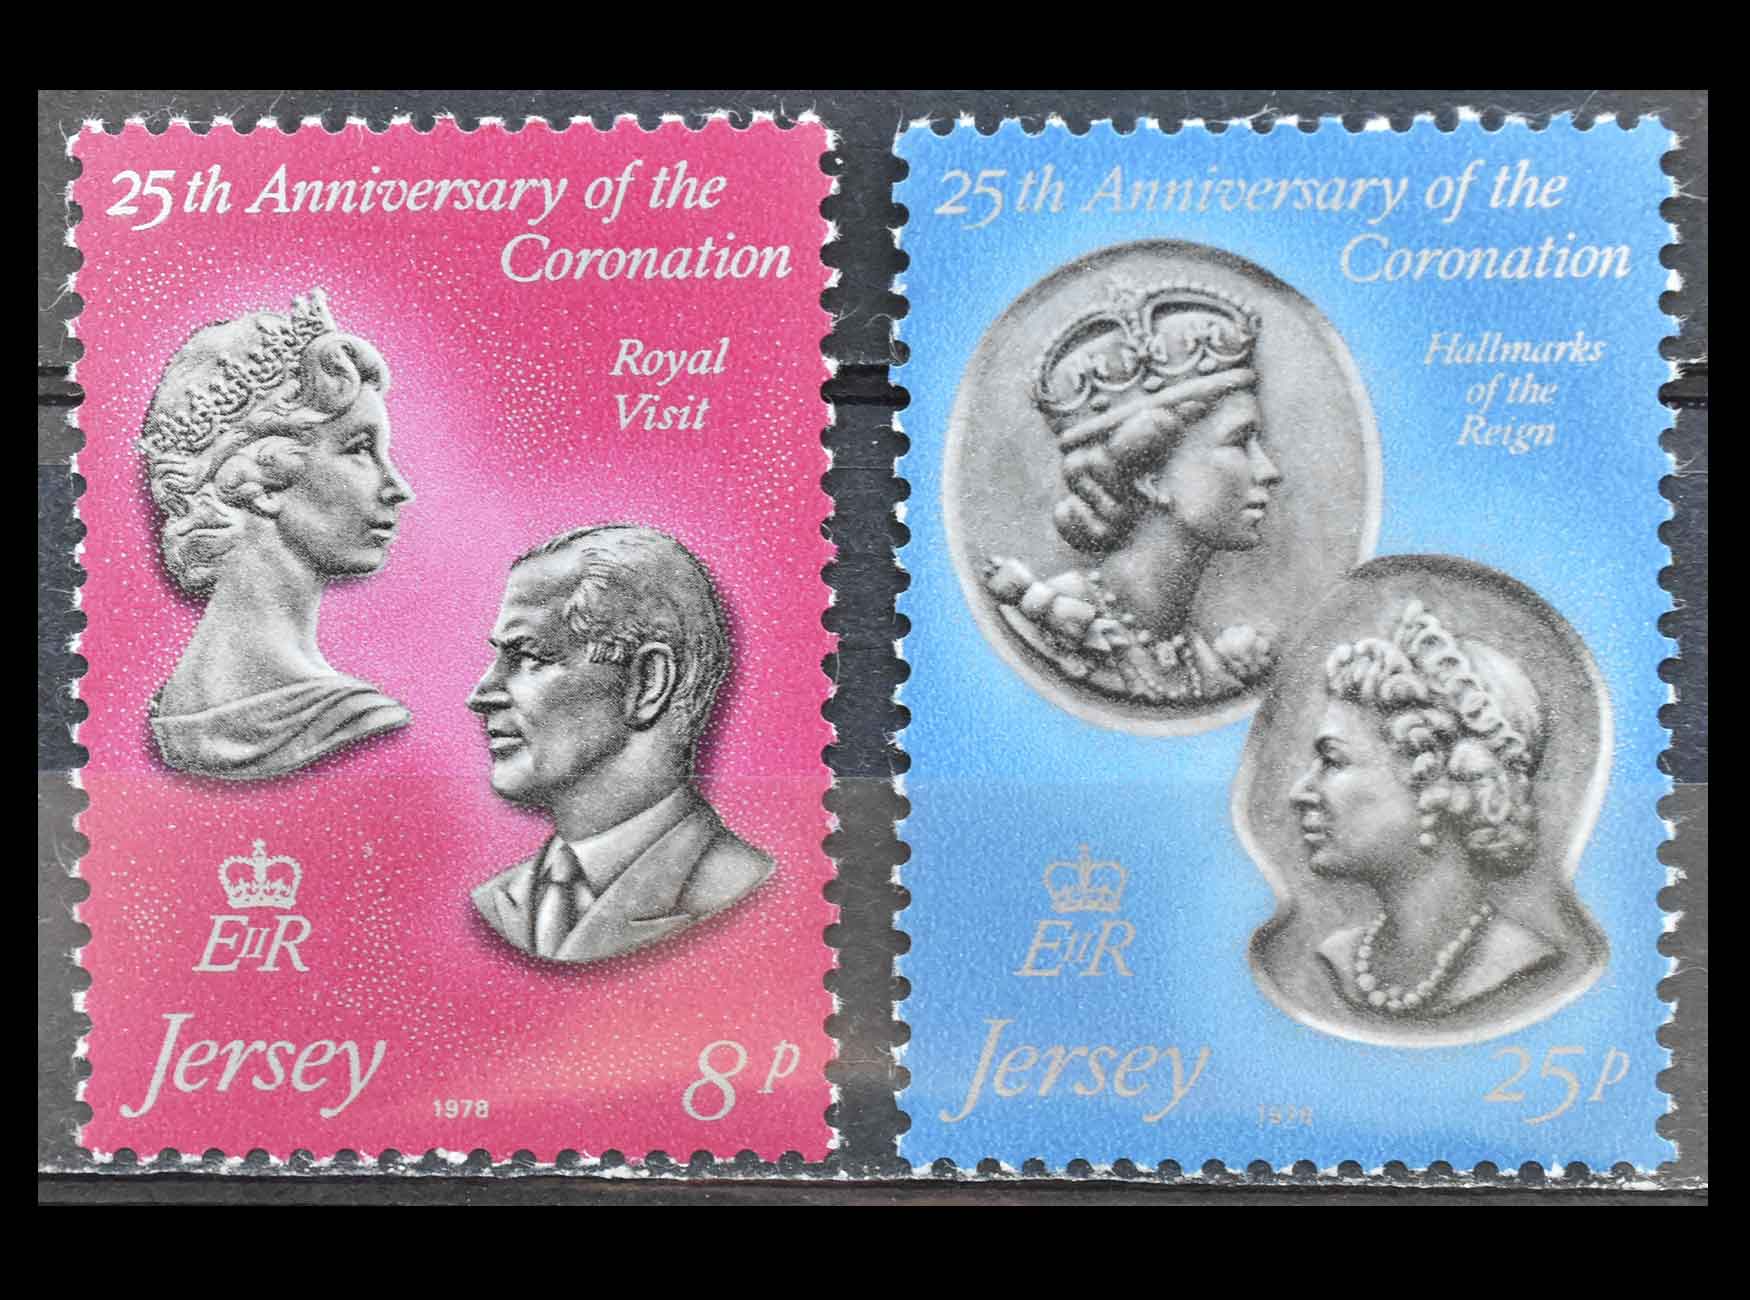 25th Anniversary of the
Coronation
Royal
Visit
EIIR
Jersey
1978
8p
25th Anniversary of the
Coronation
Hallmarks
of the
Reign
EIIR
Jersey
1978
25p